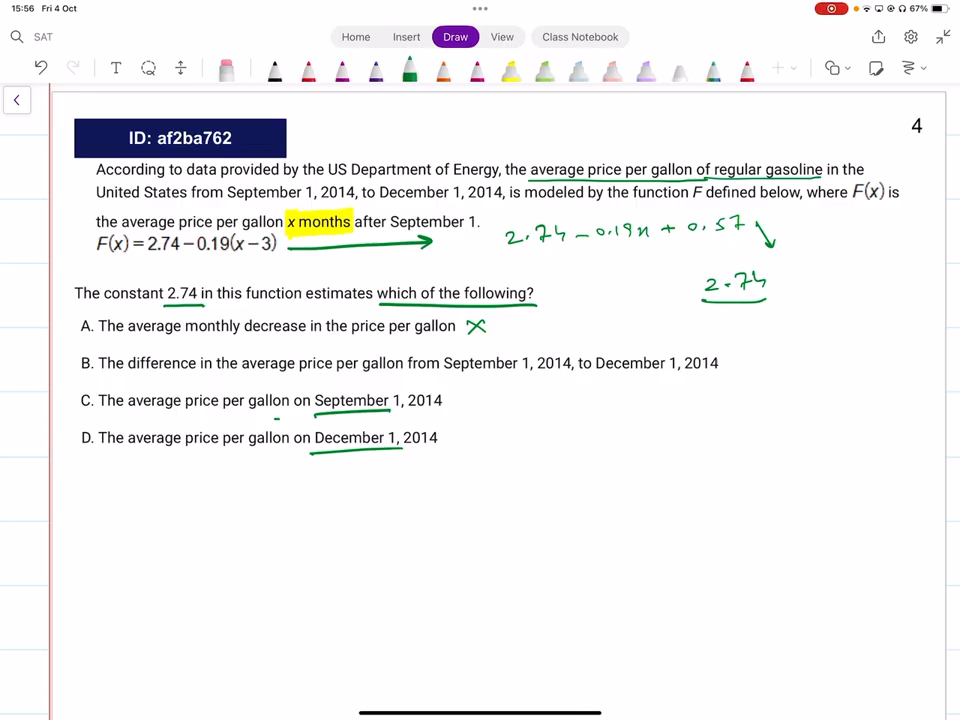 15:56 Fri 4 Oct
67%
SAT
Home Insert Draw View Class Notebook
ID: af2ba762
4
According to data provided by the US Department of Energy, the average price per gallon of regular gasoline in the
United States from September 1, 2014, to December 1, 2014, is modeled by the function F defined below, where F(x) is
the average price per gallon x months after September 1.
F(x) = 2.74 – 0.19(x – 3)
2.74 – 0.19x + 0.57
2.74
The constant 2.74 in this function estimates which of the following?
A. The average monthly decrease in the price per gallon ×
B. The difference in the average price per gallon from September 1, 2014, to December 1, 2014
C. The average price per gallon on September 1, 2014
D. The average price per gallon on December 1, 2014